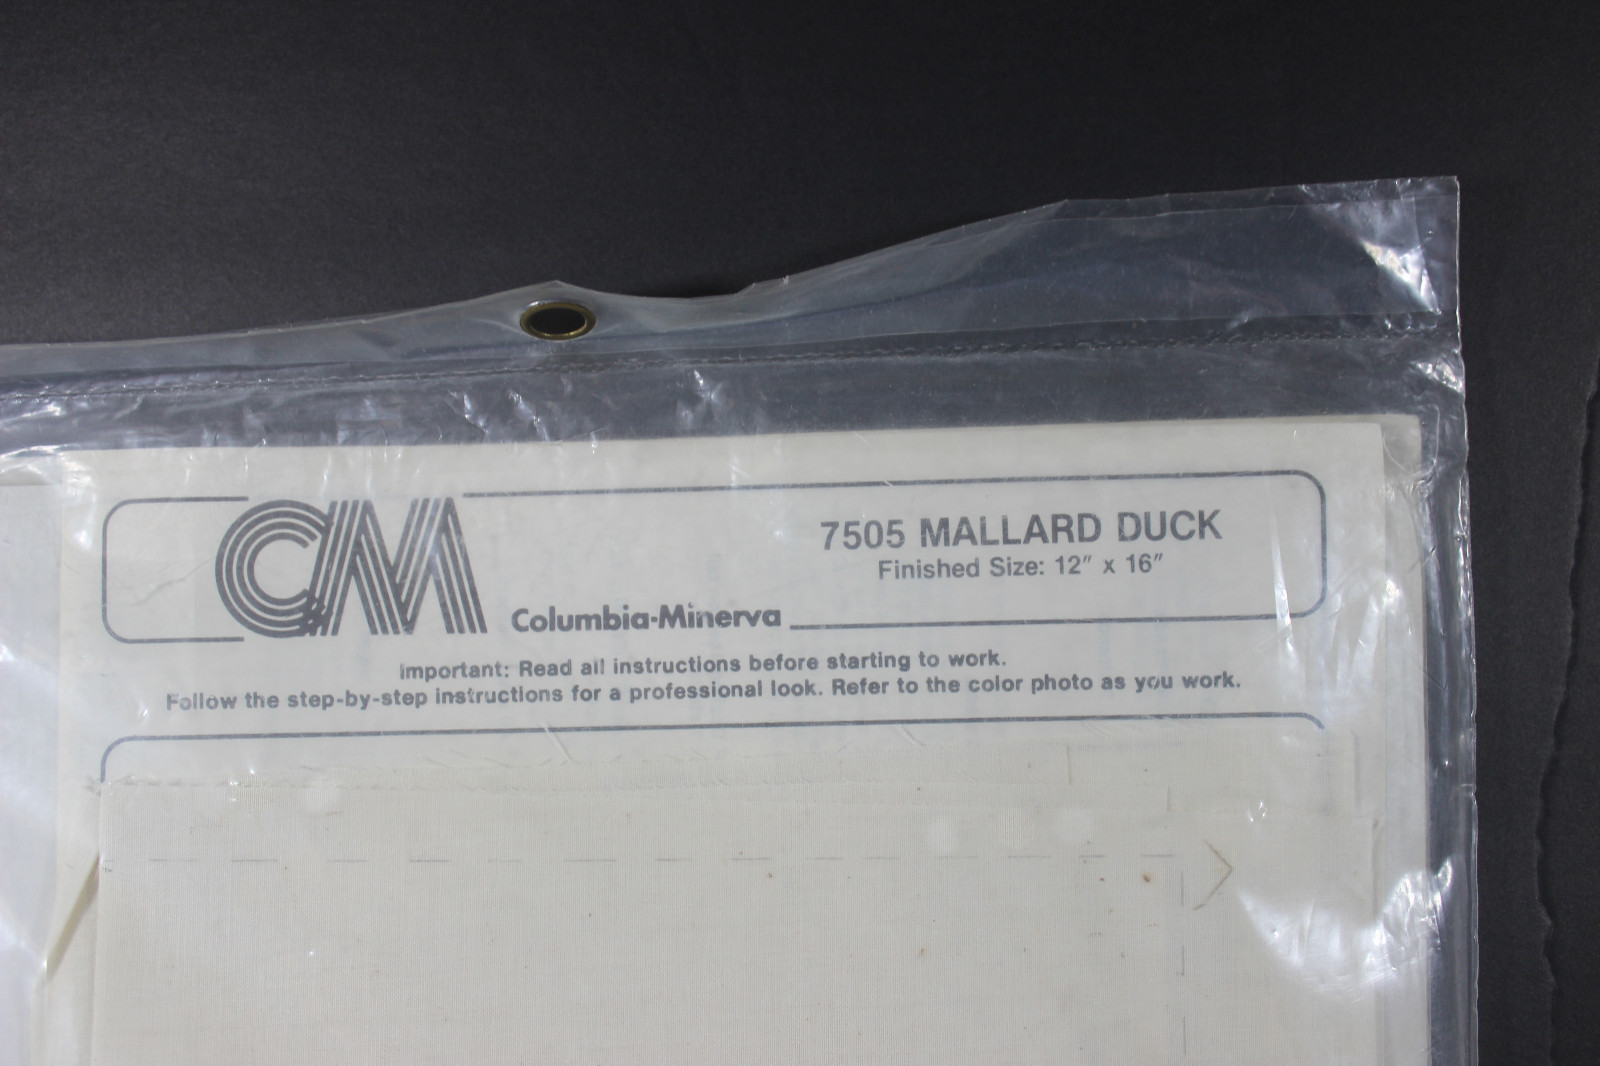 CM
Columbia-Minerva
7505 MALLARD DUCK
Finished Size: 12" x 16"
Important: Read all instructions before starting to work.
Follow the step-by-step instructions for a professional look. Refer to the color photo as you work.